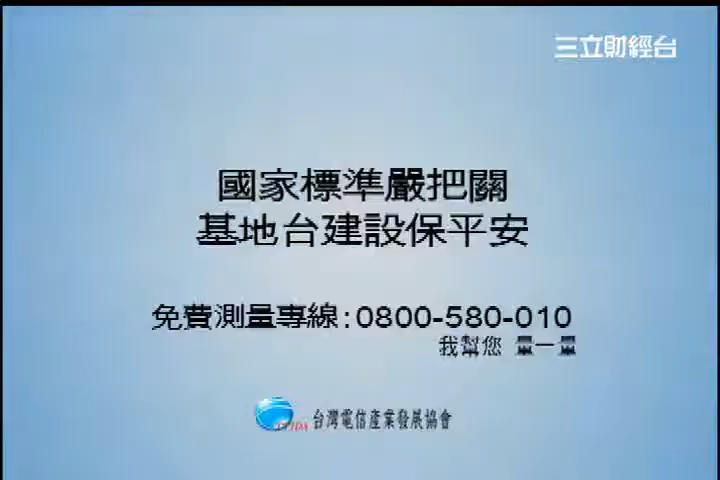 三立財經台
國家標準嚴把關
基地台建設保平安
免費測量專線:0800-580-010
我幫您 量一量
台灣電信產業發展協會